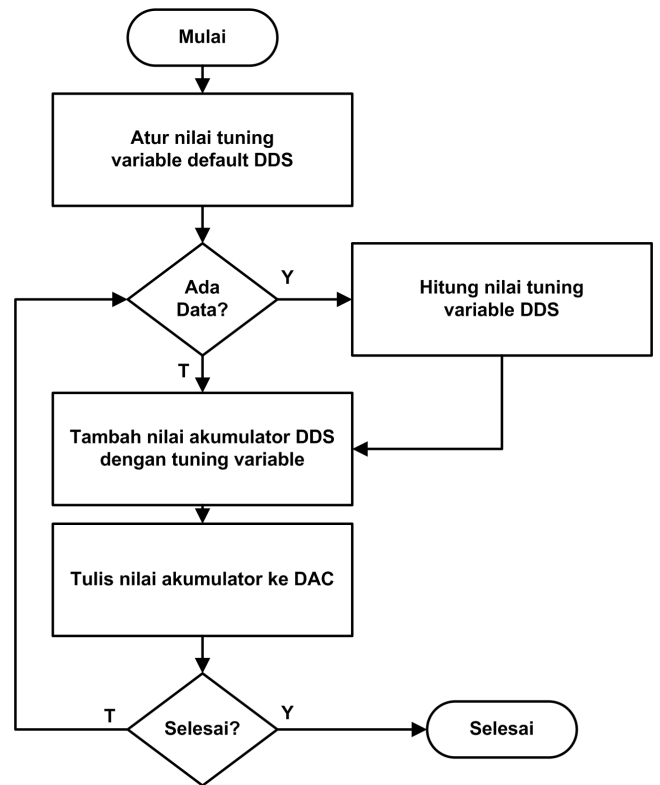 Mulai
Atur nilai tuning
variable default DDS
Ada
Data?
Y
Hitung nilai tuning
variable DDS
T
Tambah nilai akumulator DDS
dengan tuning variable
Tulis nilai akumulator ke DAC
T
Selesai?
Y
Selesai